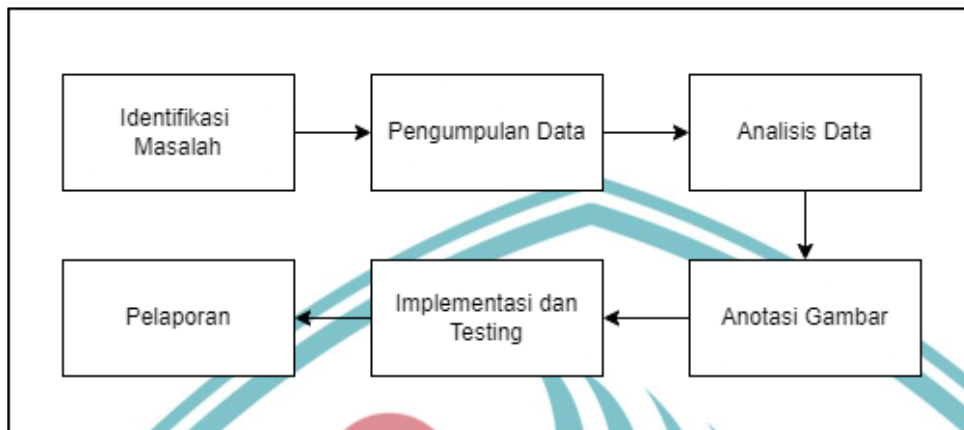 Identifikasi
Masalah
Pengumpulan Data
Analisis Data
Anotasi Gambar
Implementasi dan
Testing
Pelaporan